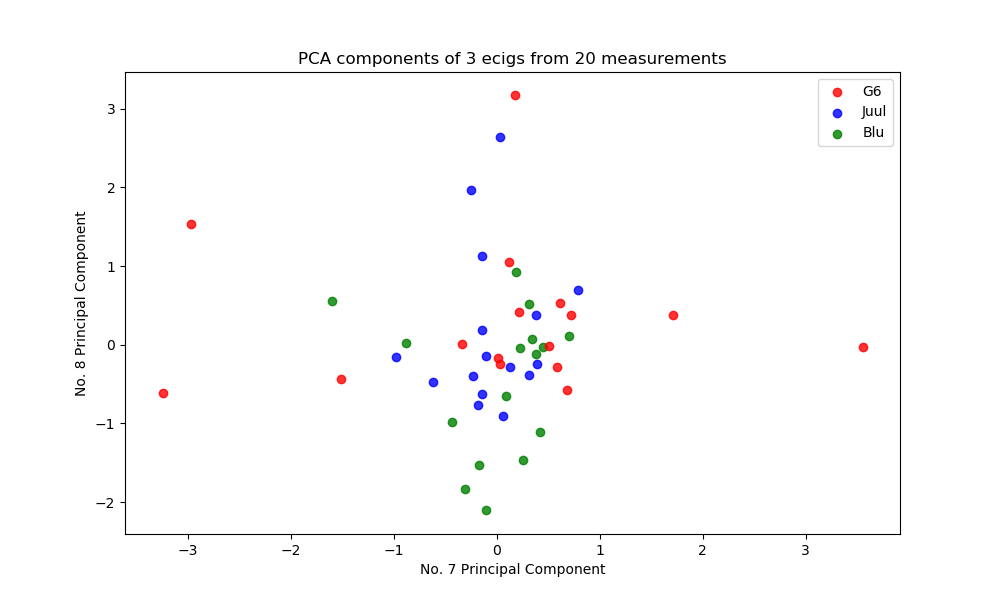 PCA components of 3 ecigs from 20 measurements
G6
Juul
Blu
3
2
1
0
−1
−2
No. 8 Principal Component
−3 −2 −1 0 1 2 3
No. 7 Principal Component